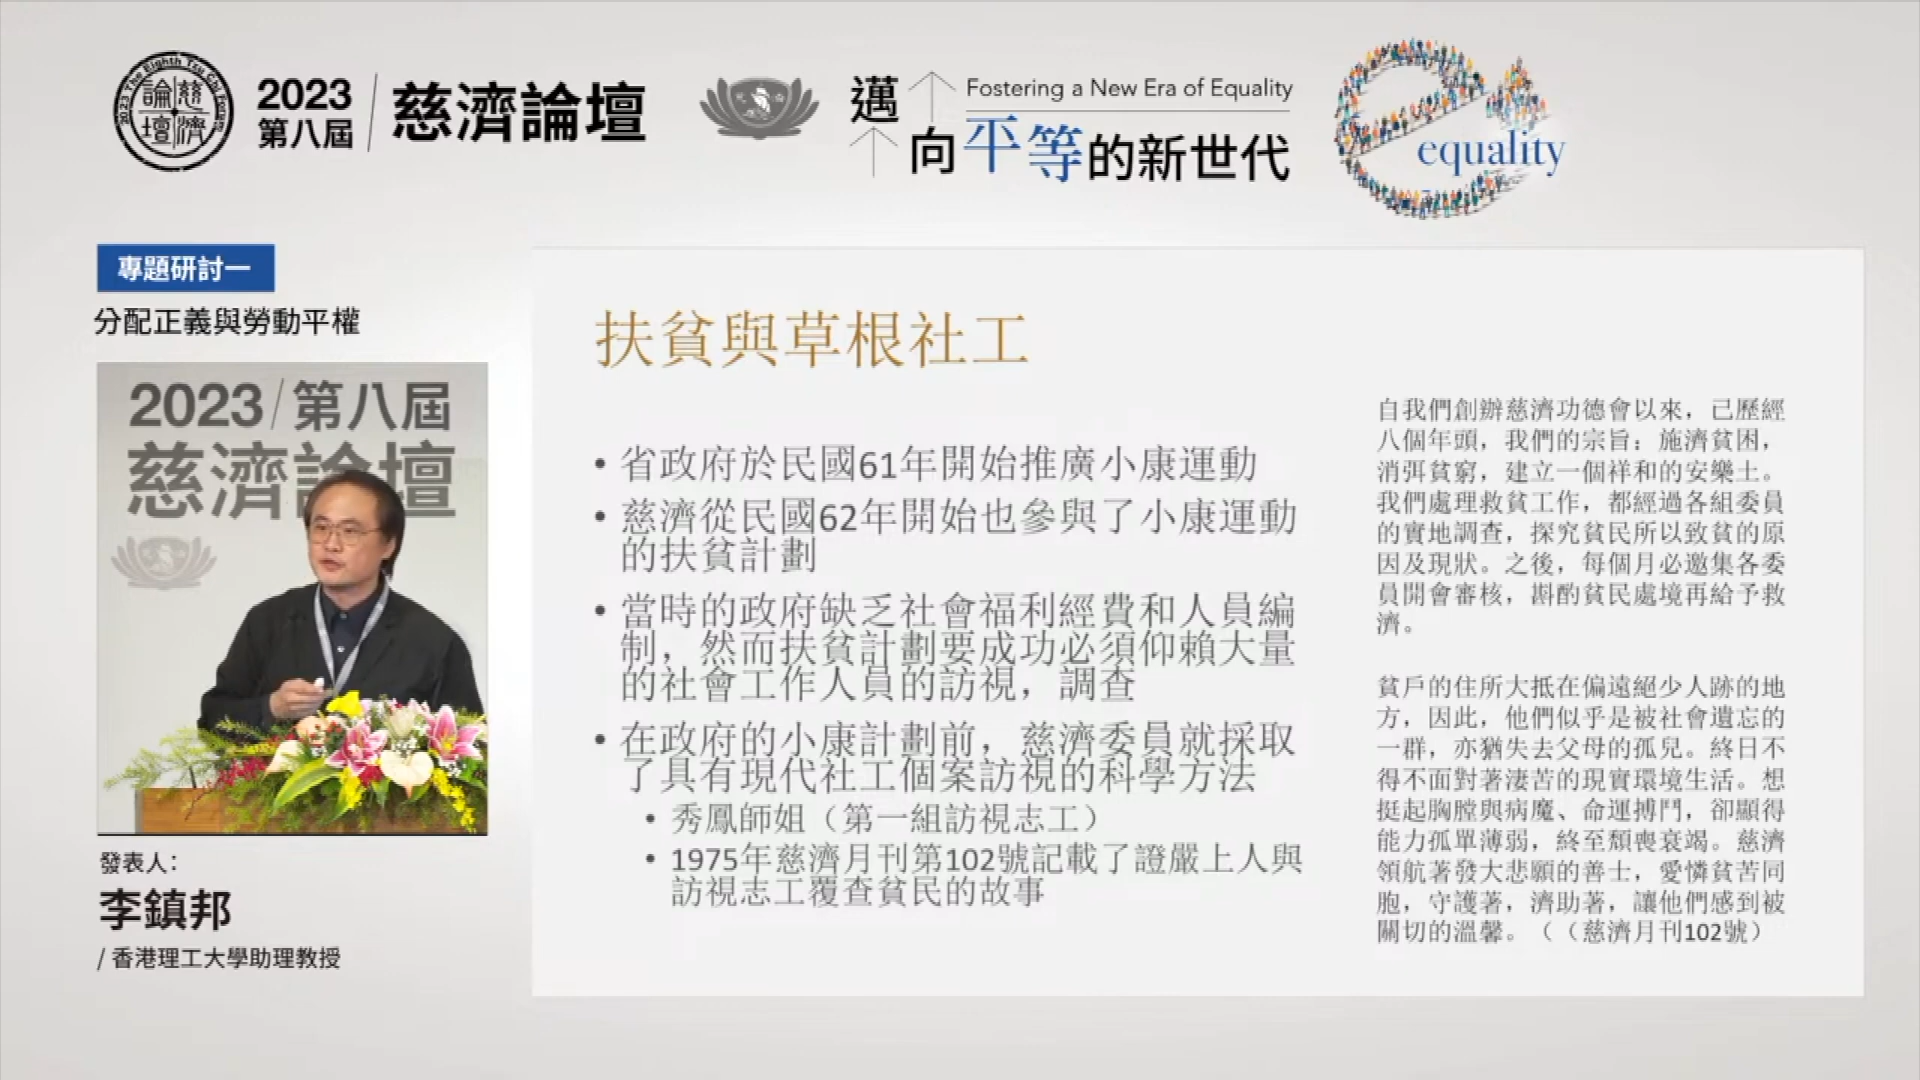 2023 The Eighth Tzu Chi Forum
論慈
壇濟
2023
第八屆
慈濟論壇
邁
Fostering a New Era of Equality
向平等的新世代
equality
專題研討一
分配正義與勞動平權
2023/第八屆
慈濟論壇
發表人:
李鎮邦
/ 香港理工大學助理教授
扶貧與草根社工
• 省政府於民國61年開始推廣小康運動
• 慈濟從民國62年開始也參與了小康運動
的扶貧計劃
• 當時的政府缺乏社會福利經費和人員編
制，然而扶貧計劃要成功必須仰賴大量
的社會工作人員的訪視，調查
• 在政府的小康計劃前，慈濟委員就採取
了具有現代社工個案訪視的科學方法
• 秀鳳師姐（第一組訪視志工）
• 1975年慈濟月刊第102號記載了證嚴上人與
訪視志工覆查貧民的故事
自我們創辦慈濟功德會以來，己歷經
八個年頭，我們的宗旨：施濟貧困，
消弭貧窮，建立一個祥和的安樂土。
我們處理救貧工作，都經過各組委員
的實地調查，探究貧民所以致貧的原
因及現狀。之後，每個月必邀集各委
員開會審核，斟酌貧民處境再給予救
濟。
貧戶的住所大抵在偏遠絕少人跡的地
方，因此，他們似乎是被社會遺忘的
一群，亦猶失去父母的孤兒。終日不
得不面對著淒苦的現實環境生活。想
挺起胸膛與病魔、命運搏鬥，卻顯得
能力孤單薄弱，終至頹喪衰竭。慈濟
領航著發大悲願的善士，愛憐貧苦同
胞，守護著，濟助著，讓他們感到被
關切的溫馨。（（慈濟月刊102號）